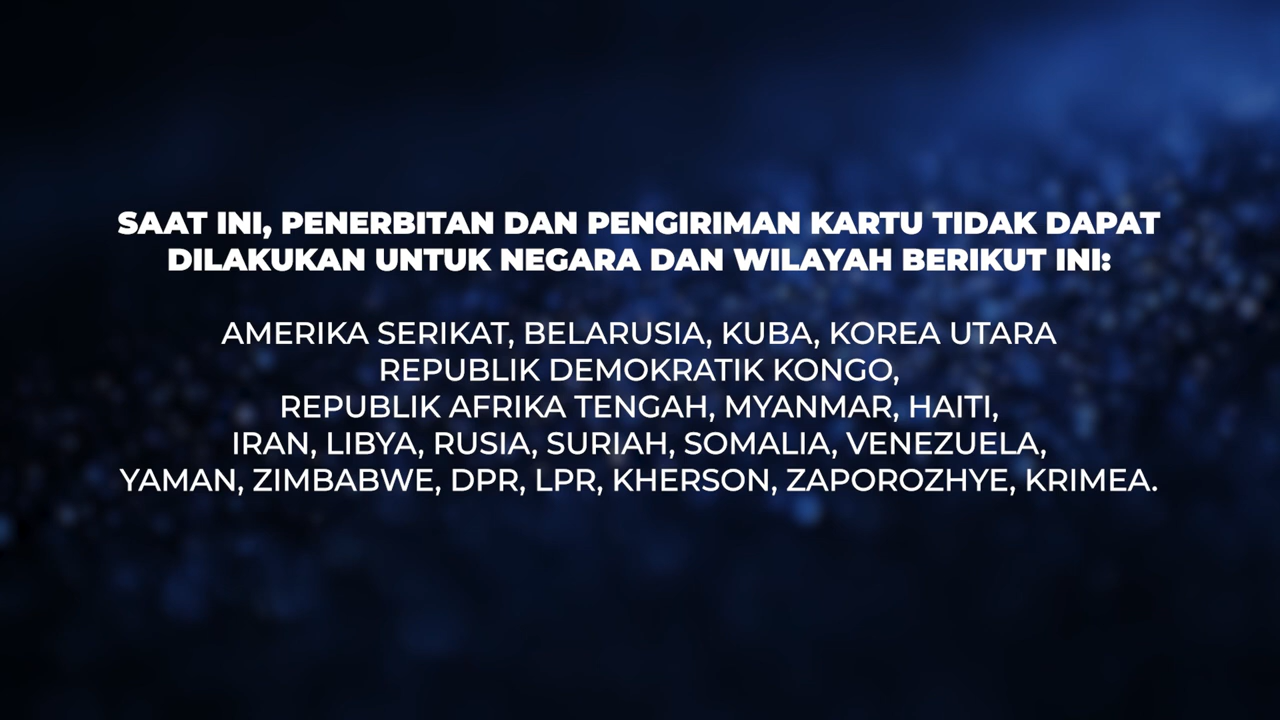 SAAT INI, PENERBITAN DAN PENGIRIMAN KARTU TIDAK DAPAT
DILAKUKAN UNTUK NEGARA DAN WILAYAH BERIKUT INI:
AMERIKA SERIKAT, BELARUSIA, KUBA, KOREA UTARA
REPUBLIK DEMOKRATIK KONGO,
REPUBLIK AFRIKA TENGAH, MYANMAR, HAITI,
IRAN, LIBYA, RUSIA, SURIAH, SOMALIA, VENEZUELA,
YAMAN, ZIMBABWE, DPR, LPR, KHERSON, ZAPOROZHYE, KRIMEA.